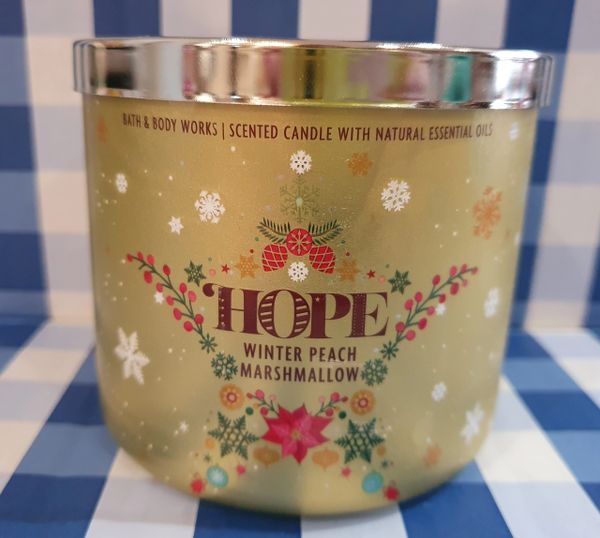 BATH & BODY WORKS | SCENTED CANDLE WITH NATURAL ESSENTIAL OILS
HOPE
WINTER PEACH
MARSHMALLOW